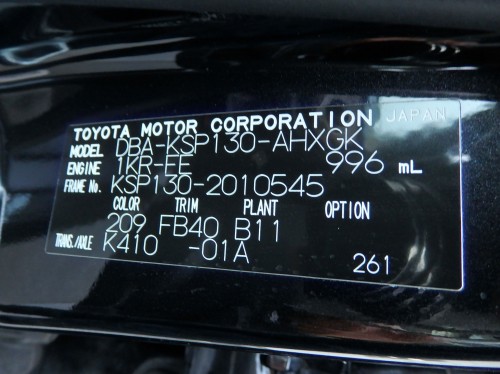 TOYOTA MOTOR CORPORATION JAPAN
MODEL DBA-KSP130-AHXGK
ENGINE 1KR-FE 996 mL
FRAME No. KSP130-2010545
COLOR TRIM PLANT OPTION
209 FB40 B11
TRANS./AXLE K410 -01A
261